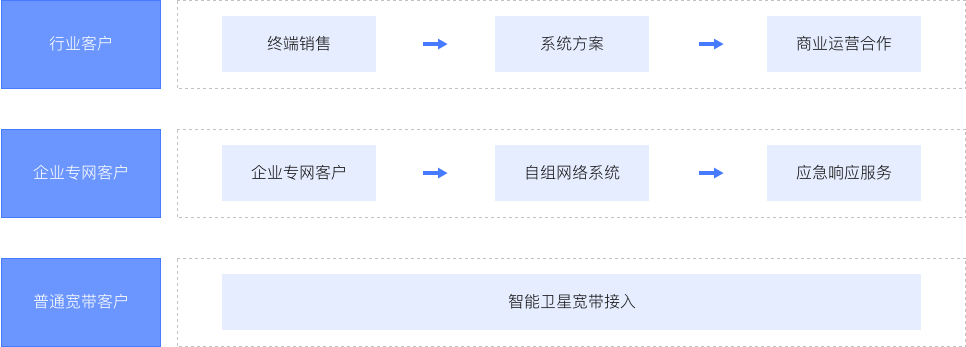 行业客户
终端销售
系统方案
商业运营合作
企业专网客户
企业专网客户
自组网络系统
应急响应服务
普通宽带客户
智能卫星宽带接入